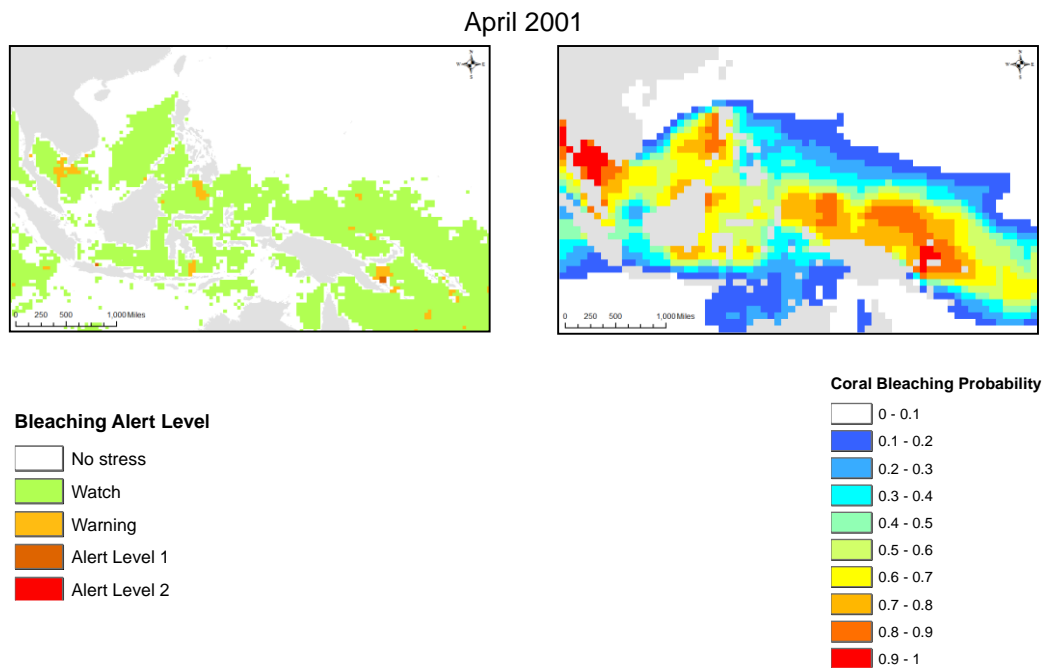 April 2001
N
W E
S
0 250 500 1,000 Miles
N
W E
S
0 250 500 1,000 Miles
Bleaching Alert Level
No stress
Watch
Warning
Alert Level 1
Alert Level 2
Coral Bleaching Probability
0 - 0.1
0.1 - 0.2
0.2 - 0.3
0.3 - 0.4
0.4 - 0.5
0.5 - 0.6
0.6 - 0.7
0.7 - 0.8
0.8 - 0.9
0.9 - 1